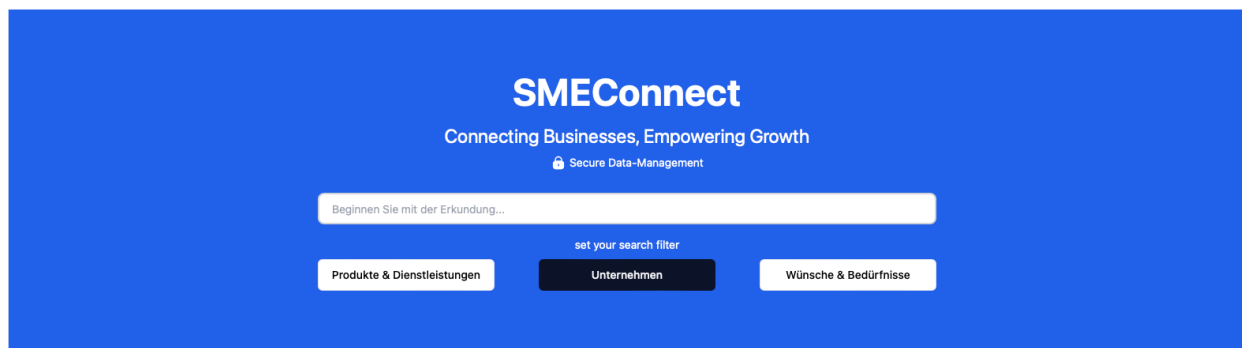 SMEConnect
Connecting Businesses, Empowering Growth
Secure Data-Management
Beginnen Sie mit der Erkundung...
set your search filter
Produkte & Dienstleistungen
Unternehmen
Wünsche & Bedürfnisse